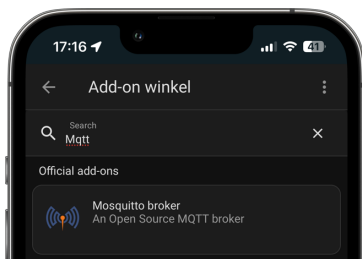 17:16
41
Add-on winkel
Search
Mqtt
Official add-ons
Mosquitto broker
An Open Source MQTT broker